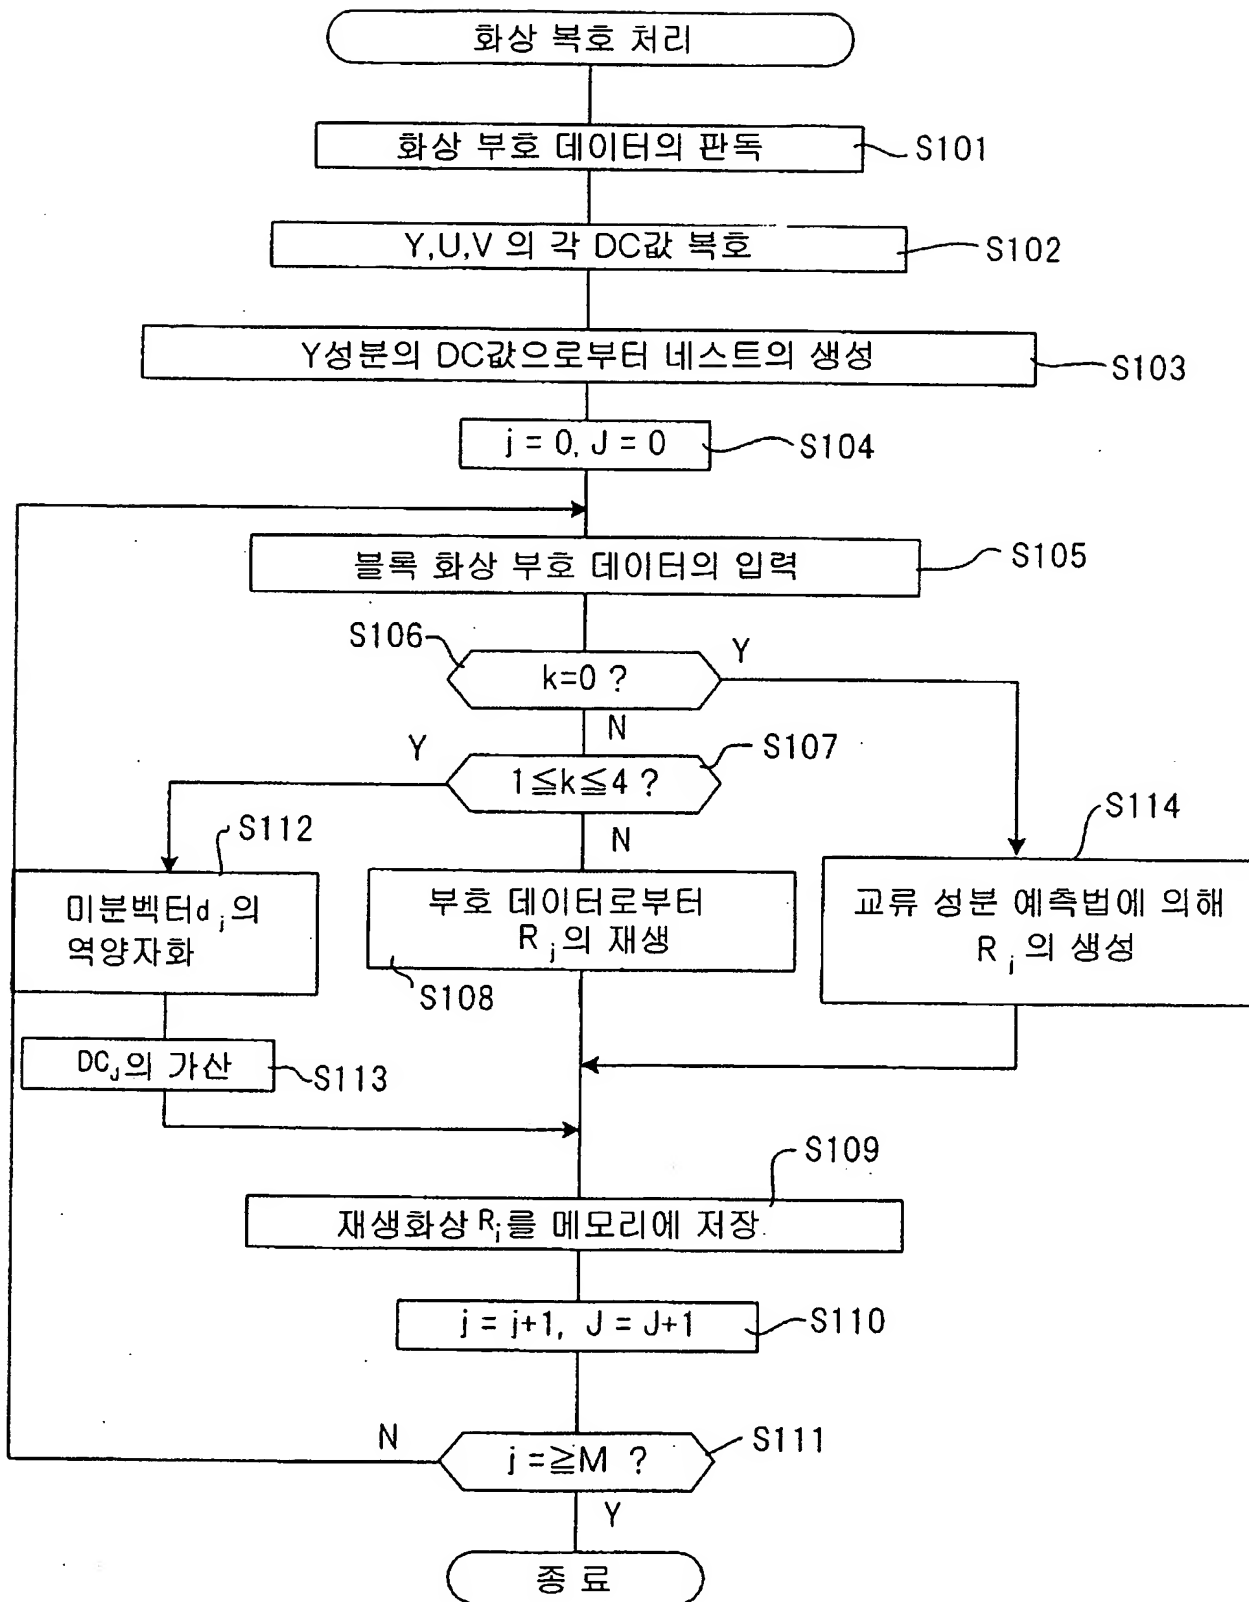 화상 복호 처리
화상 부호 데이터의 판독
S101
Y,U,V 의 각 DC값 복호
S102
Y성분의 DC값으로부터 네스트의 생성
S103
j = 0, J = 0
S104
블록 화상 부호 데이터의 입력
S105
S106
k=0 ?
Y
N
S107
Y
1≦k≦4 ?
N
S112
S114
미분벡터dⱼ의
역양자화
부호 데이터로부터
Rⱼ의 재생
S108
교류 성분 예측법에 의해
Rⱼ의 생성
DC_J의 가산
S113
S109
재생화상 Rⱼ를 메모리에 저장
j = j+1, J = J+1
S110
N
j =≧M ?
S111
Y
종 료